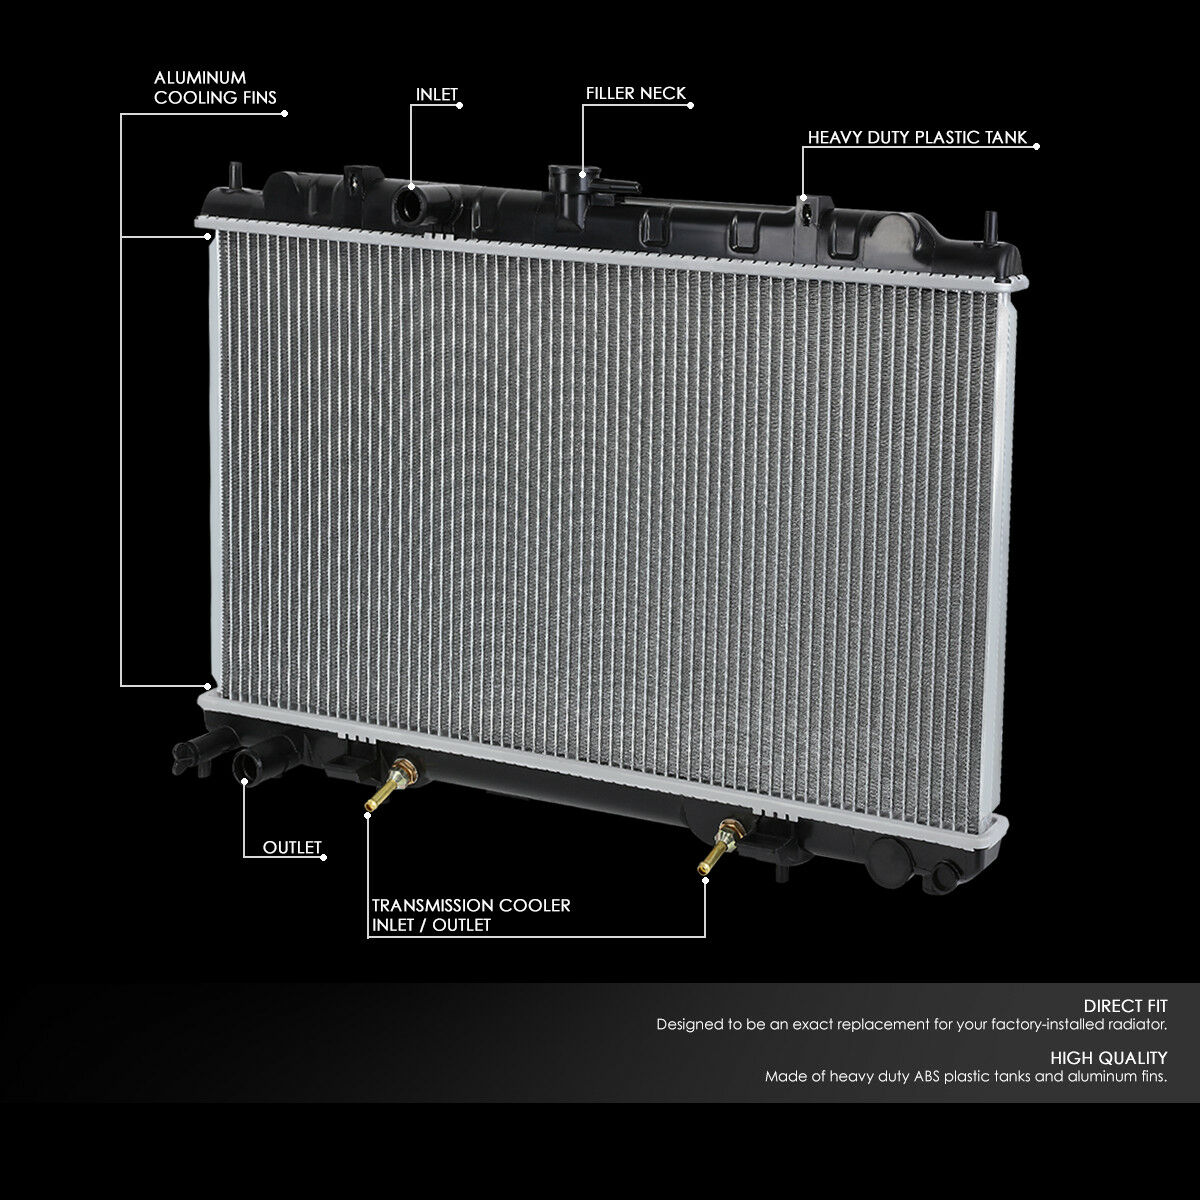 ALUMINUM
COOLING FINS
INLET
FILLER NECK
HEAVY DUTY PLASTIC TANK
OUTLET
TRANSMISSION COOLER
INLET / OUTLET
DIRECT FIT
Designed to be an exact replacement for your factory-installed radiator.
HIGH QUALITY
Made of heavy duty ABS plastic tanks and aluminum fins.